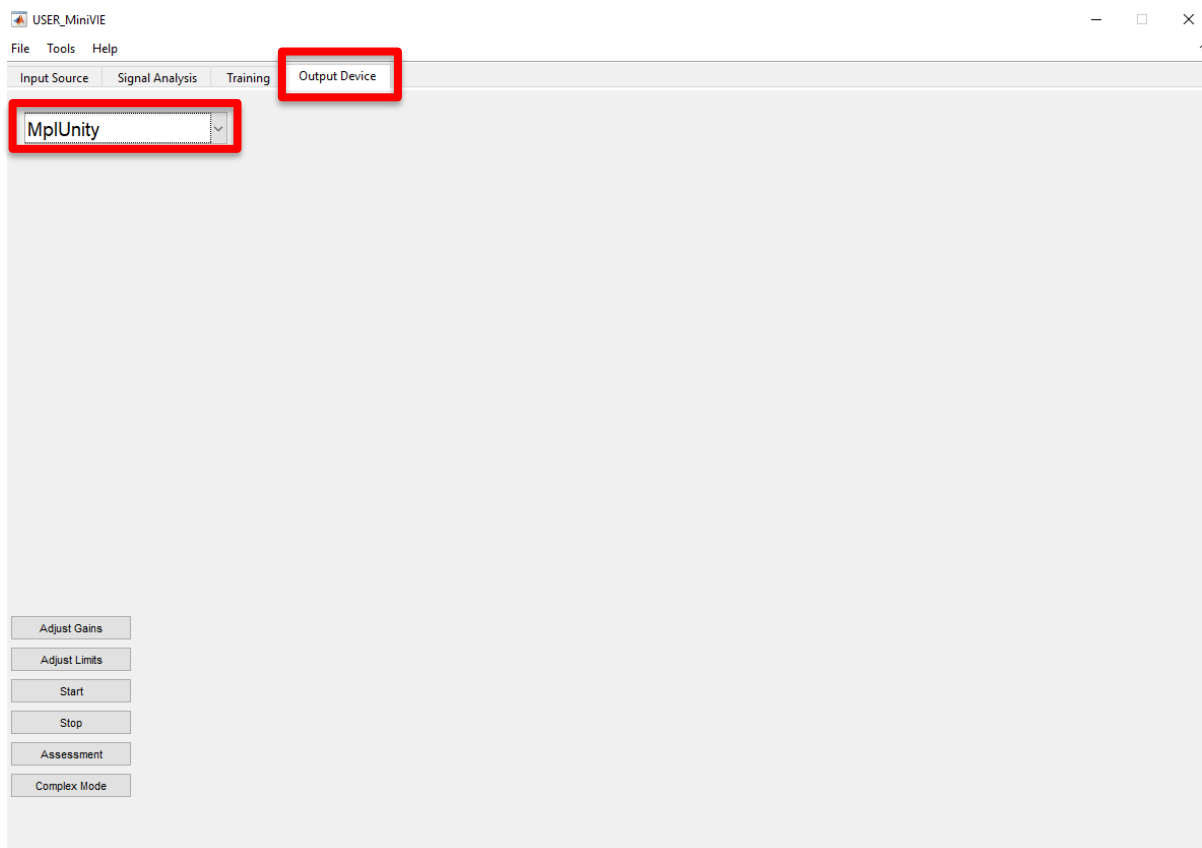 USER_MiniVIE
File Tools Help
Input Source Signal Analysis Training Output Device
MplUnity
Adjust Gains
Adjust Limits
Start
Stop
Assessment
Complex Mode